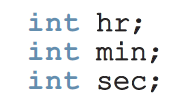 int hr;
int min;
int sec;